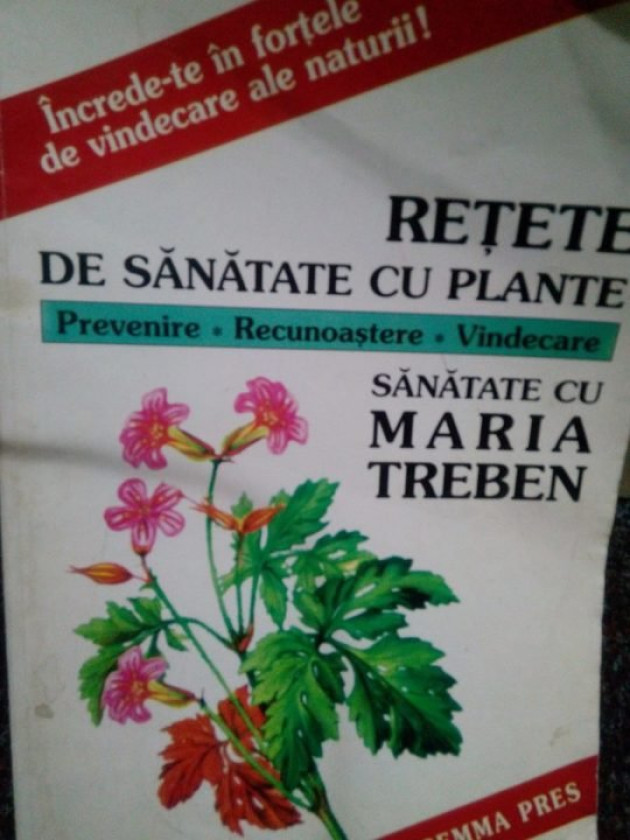 Încrede-te în forțele
de vindecare ale naturii!
REȚETE
DE SĂNĂTATE CU PLANTE
Prevenire • Recunoaștere • Vindecare
SĂNĂTATE CU
MARIA
TREBEN
PRES